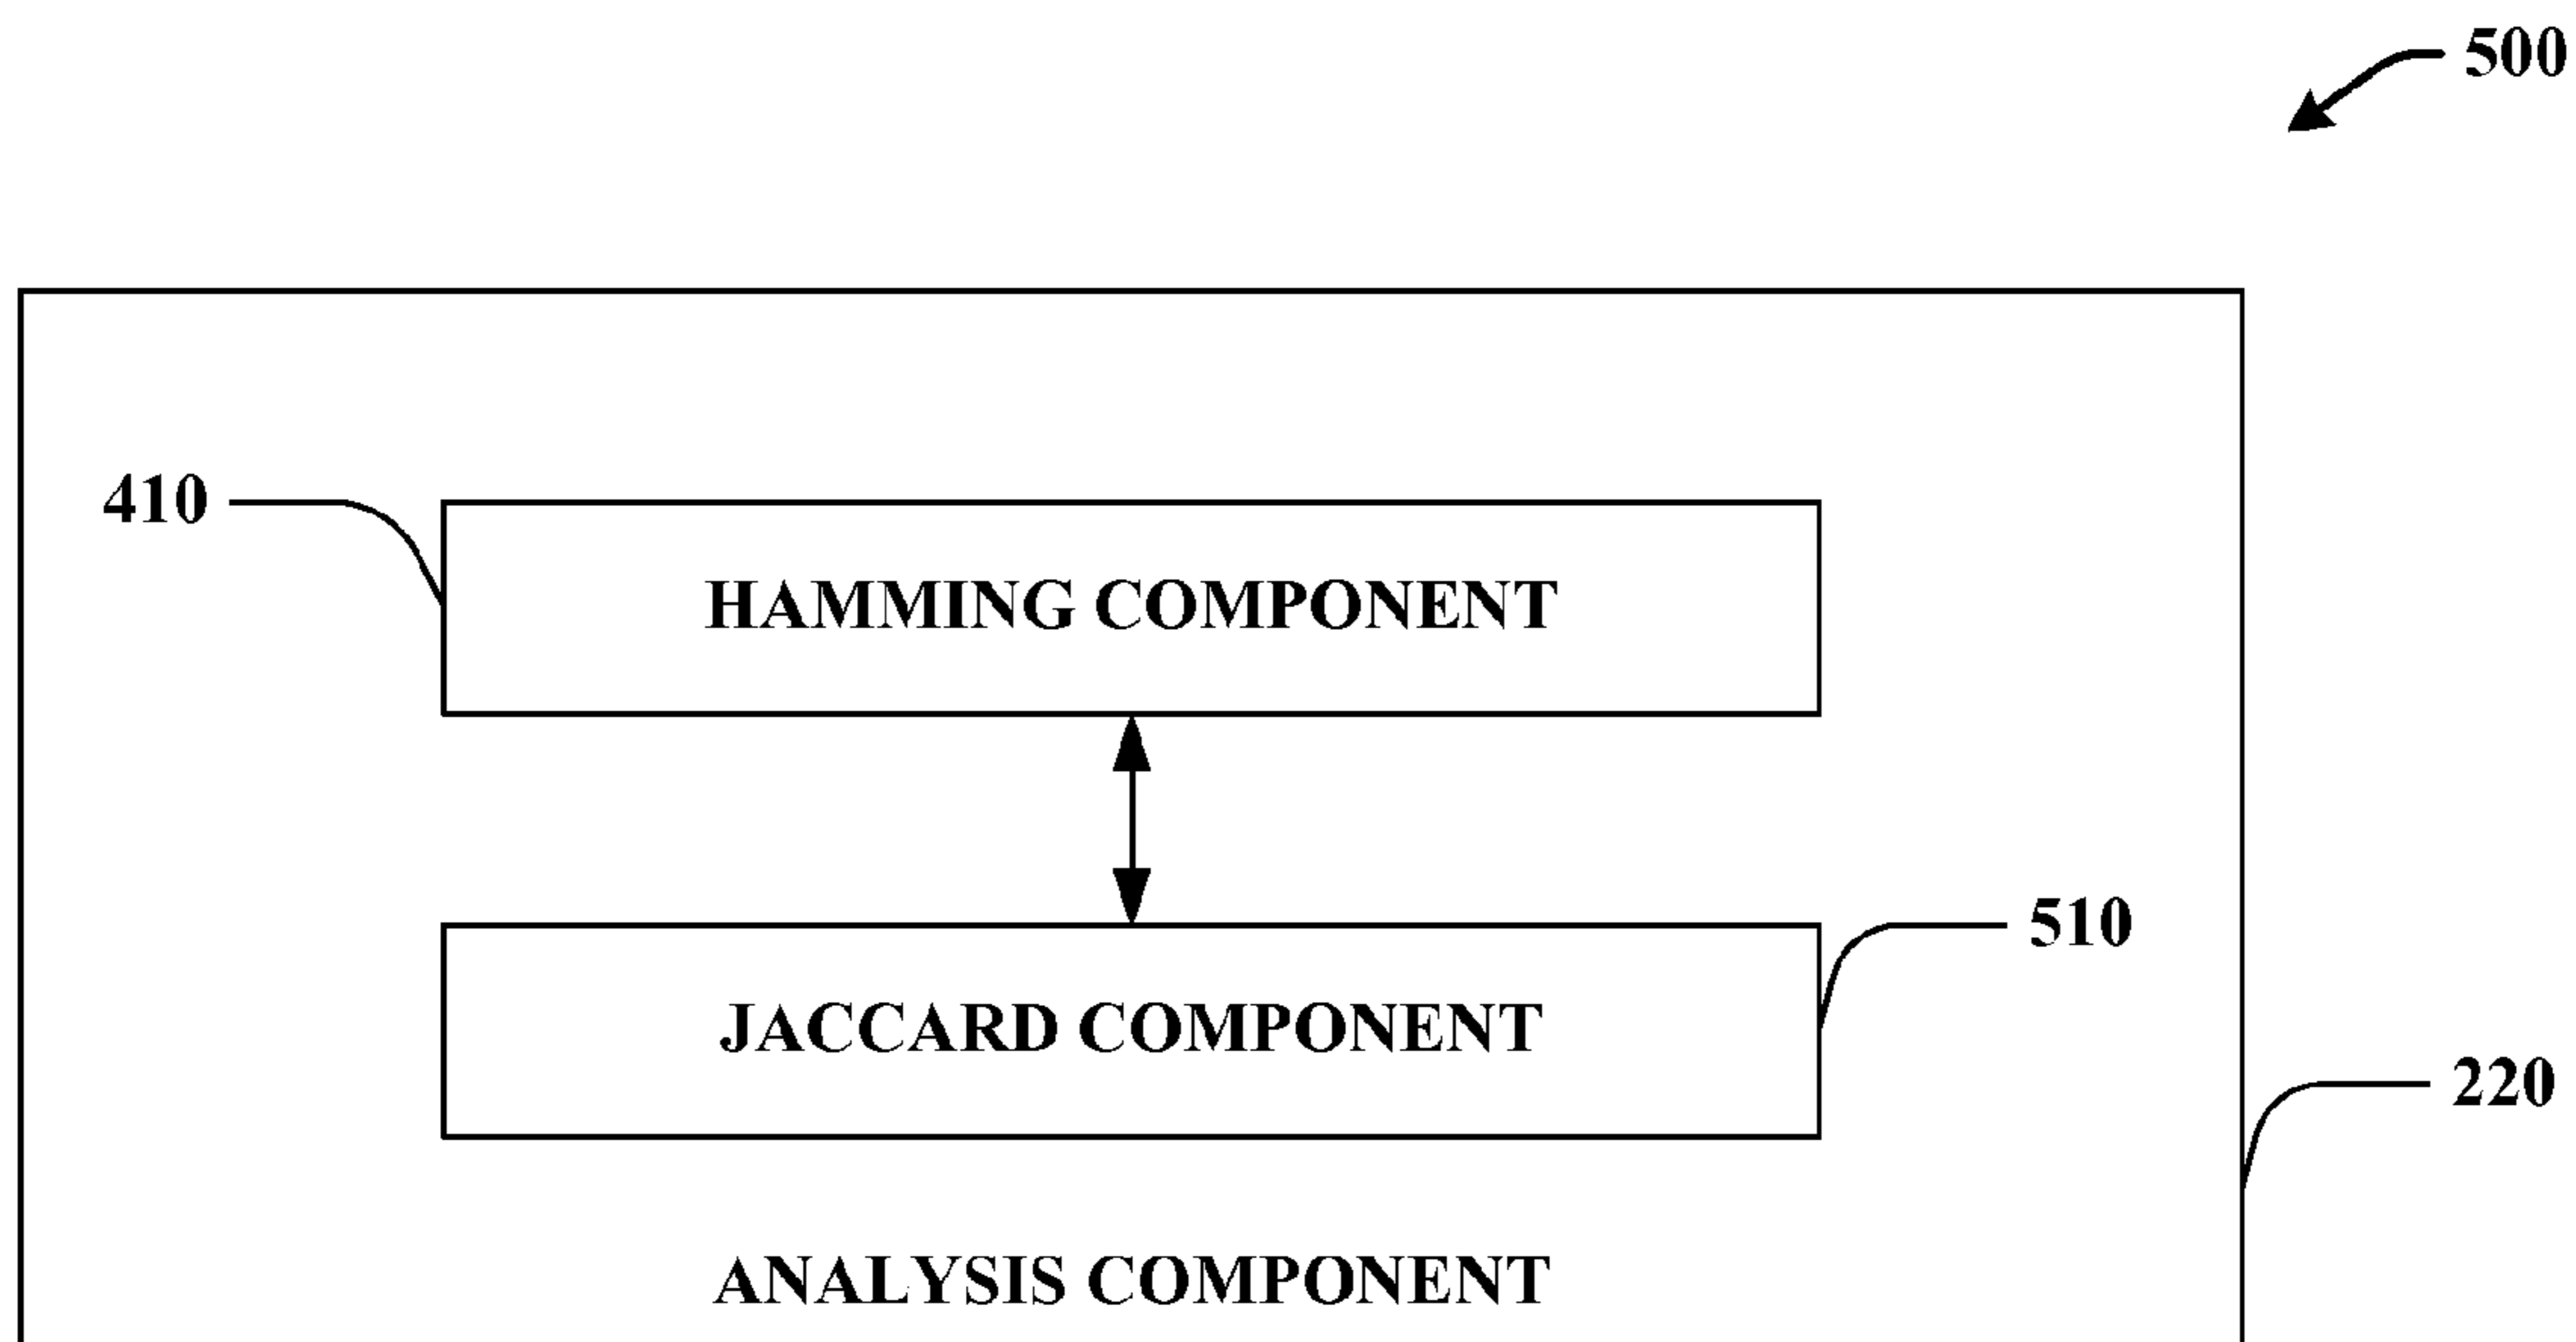 500
410
HAMMING COMPONENT
510
JACCARD COMPONENT
220
ANALYSIS COMPONENT